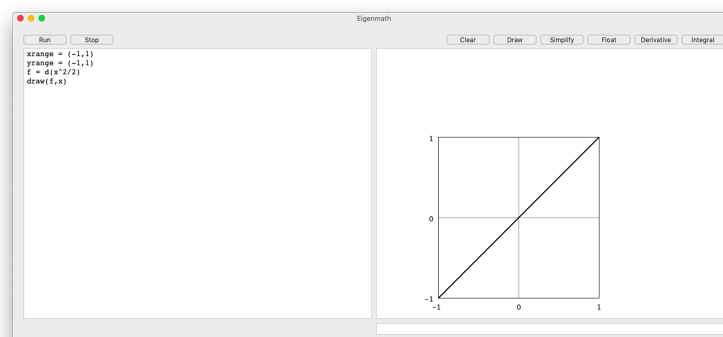 Eigenmath
Run Stop Clear Draw Simplify Float Derivative Integral
xrange = (-1,1)
yrange = (-1,1)
f = d(x^2/2)
draw(f,x)
1
0
-1
-1 0 1